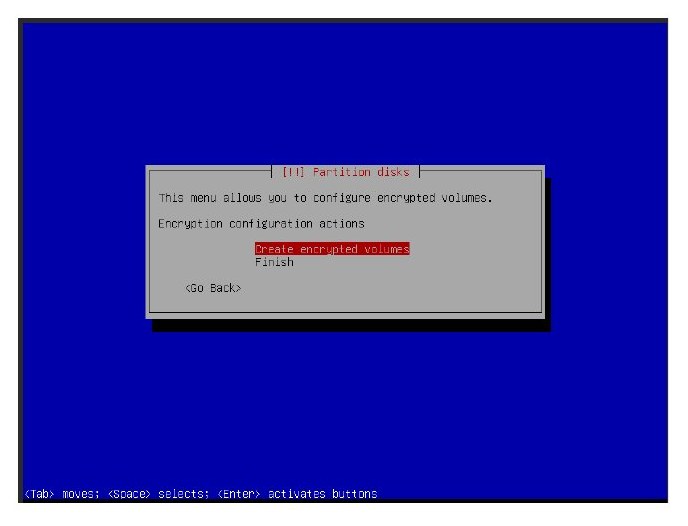 [!!] Partition disks
This menu allows you to configure encrypted volumes.
Encryption configuration actions
Create encrypted volumes
Finish
<Go Back>
<Tab> moves; <Space> selects; <Enter> activates buttons